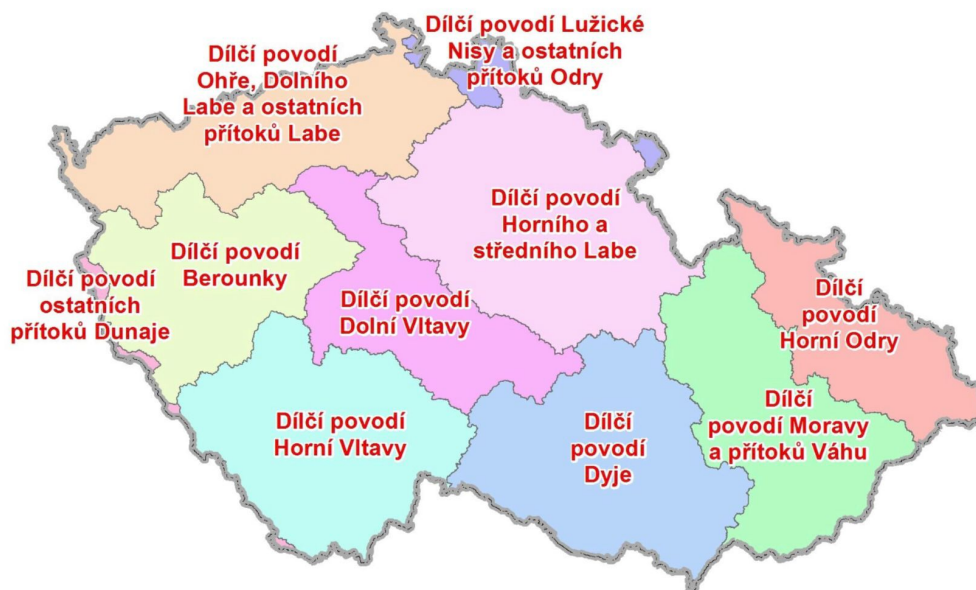 Dílčí povodí
Ohře, Dolního
Labe a ostatních
přítoků Labe
Dílčí povodí Lužické
Nisy a ostatních
přítoků Odry
Dílčí povodí
Horního a
středního Labe
Dílčí povodí
Berounky
Dílčí povodí
ostatních
přítoků Dunaje
Dílčí povodí
Dolní Vltavy
Dílčí
povodí
Horní Odry
Dílčí povodí
Horní Vltavy
Dílčí
povodí
Dyje
Dílčí
povodí Moravy
a přítoků Váhu